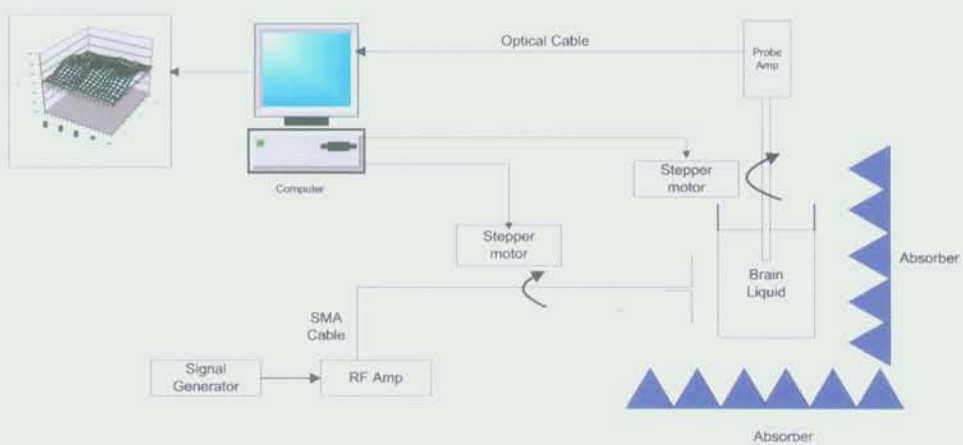 Optical Cable
Probe
Amp
Computer
Stepper
motor
Stepper
motor
Absorber
Brain
Liquid
SMA
Cable
Signal
Generator
RF Amp
Absorber